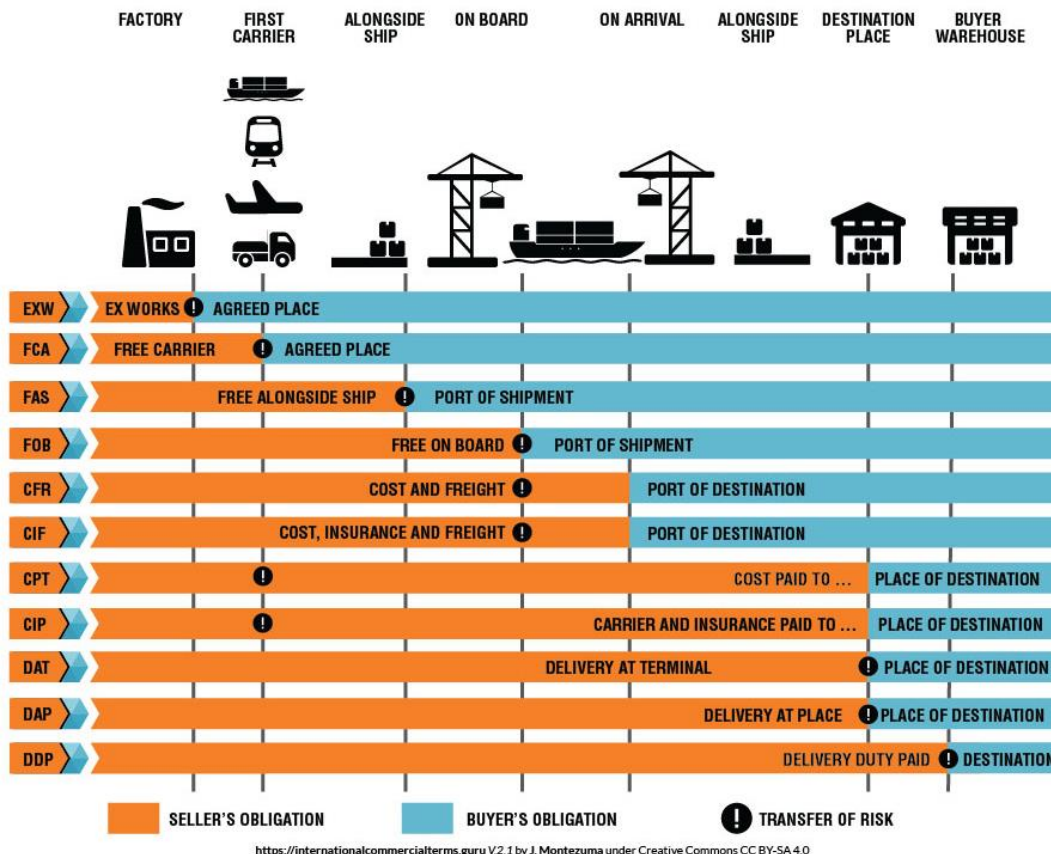 FACTORY
FIRST
CARRIER
ALONGSIDE
SHIP
ON BOARD
ON ARRIVAL
ALONGSIDE
SHIP
DESTINATION
PLACE
BUYER
WAREHOUSE
EXW EX WORKS ! AGREED PLACE
FCA FREE CARRIER ! AGREED PLACE
FAS FREE ALONGSIDE SHIP ! PORT OF SHIPMENT
FOB FREE ON BOARD ! PORT OF SHIPMENT
CFR COST AND FREIGHT ! PORT OF DESTINATION
CIF COST, INSURANCE AND FREIGHT ! PORT OF DESTINATION
CPT ! COST PAID TO ... PLACE OF DESTINATION
CIP ! CARRIER AND INSURANCE PAID TO ... PLACE OF DESTINATION
DAT DELIVERY AT TERMINAL ! PLACE OF DESTINATION
DAP DELIVERY AT PLACE ! PLACE OF DESTINATION
DDP DELIVERY DUTY PAID ! DESTINATION
SELLER'S OBLIGATION BUYER'S OBLIGATION ! TRANSFER OF RISK
https://internationalcommercialterms.guru V.2.1 by J. Montezuma under Creative Commons CC BY-SA 4.0